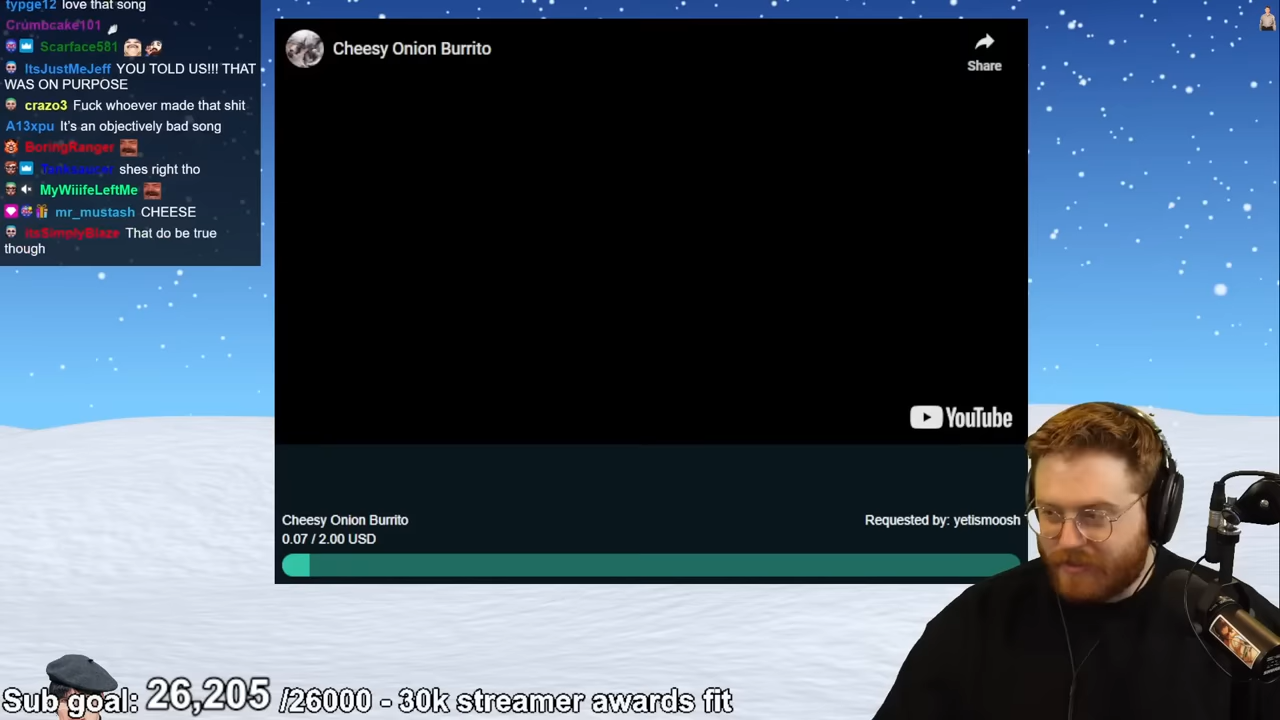 typge12 love that song
Crumbcake101
Scarface581
ItsJustMeJeff YOU TOLD US!!! THAT
WAS ON PURPOSE
crazo3 Fuck whoever made that shit
A13xpu It's an objectively bad song
BoringRanger
shes right tho
MyWiiifeLeftMe
mr_mustash CHEESE
itsSimplyBlaze That do be true
though
Cheesy Onion Burrito
Share
YouTube
Cheesy Onion Burrito
Requested by: yetismoosh
0.07 / 2.00 USD
Sub goal: 26,205 /26000 - 30k streamer awards fit